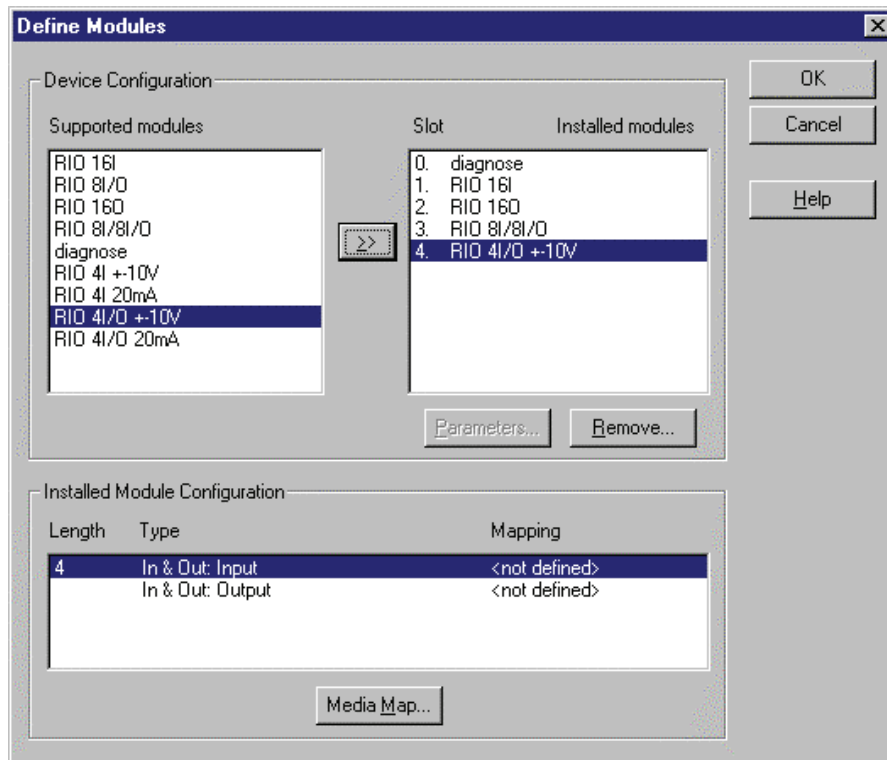 Define Modules
Device Configuration
Supported modules
RIO 16I
RIO 8I/O
RIO 16O
RIO 8I/8I/O
diagnose
RIO 4I +-10V
RIO 4I 20mA
RIO 4I/O +-10V
RIO 4I/O 20mA
>>
Slot Installed modules
0. diagnose
1. RIO 16I
2. RIO 16O
3. RIO 8I/8I/O
4. RIO 4I/O +-10V
Parameters... Remove...
OK
Cancel
Help
Installed Module Configuration
Length Type Mapping
4 In & Out: Input <not defined>
In & Out: Output <not defined>
Media Map...